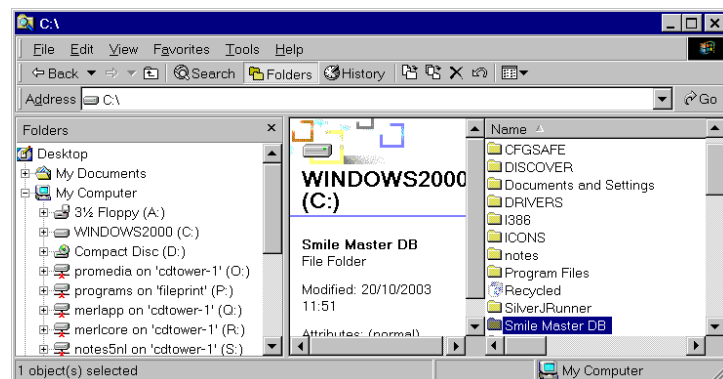 C:\
File Edit View Favorites Tools Help
Back Search Folders History
Address C:\ Go
Folders
Desktop
My Documents
My Computer
3½ Floppy (A:)
WINDOWS2000 (C:)
Compact Disc (D:)
promedia on 'cdtower-1' (O:)
programs on 'fileprint' (P:)
merlapp on 'cdtower-1' (Q:)
merlcore on 'cdtower-1' (R:)
notes5nl on 'cdtower-1' (S:)
WINDOWS2000
(C:)
Smile Master DB
File Folder
Modified: 20/10/2003
11:51
Attributes: (normal)
Name
CFGSAFE
DISCOVER
Documents and Settings
DRIVERS
I386
ICONS
notes
Program Files
Recycled
SilverJRunner
Smile Master DB
1 object(s) selected
My Computer